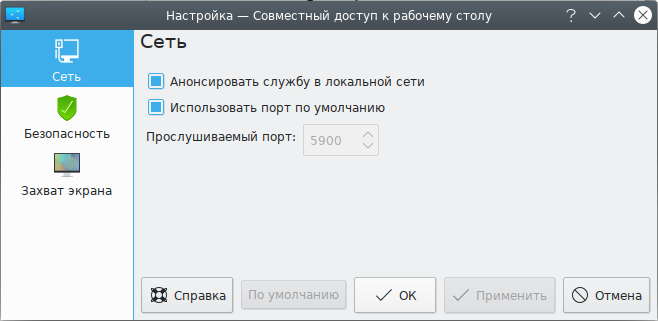 Настройка — Совместный доступ к рабочему столу
Сеть
Безопасность
Захват экрана
Сеть
Анонсировать службу в локальной сети
Использовать порт по умолчанию
Прослушиваемый порт: 5900
Справка По умолчанию ОК Применить Отмена